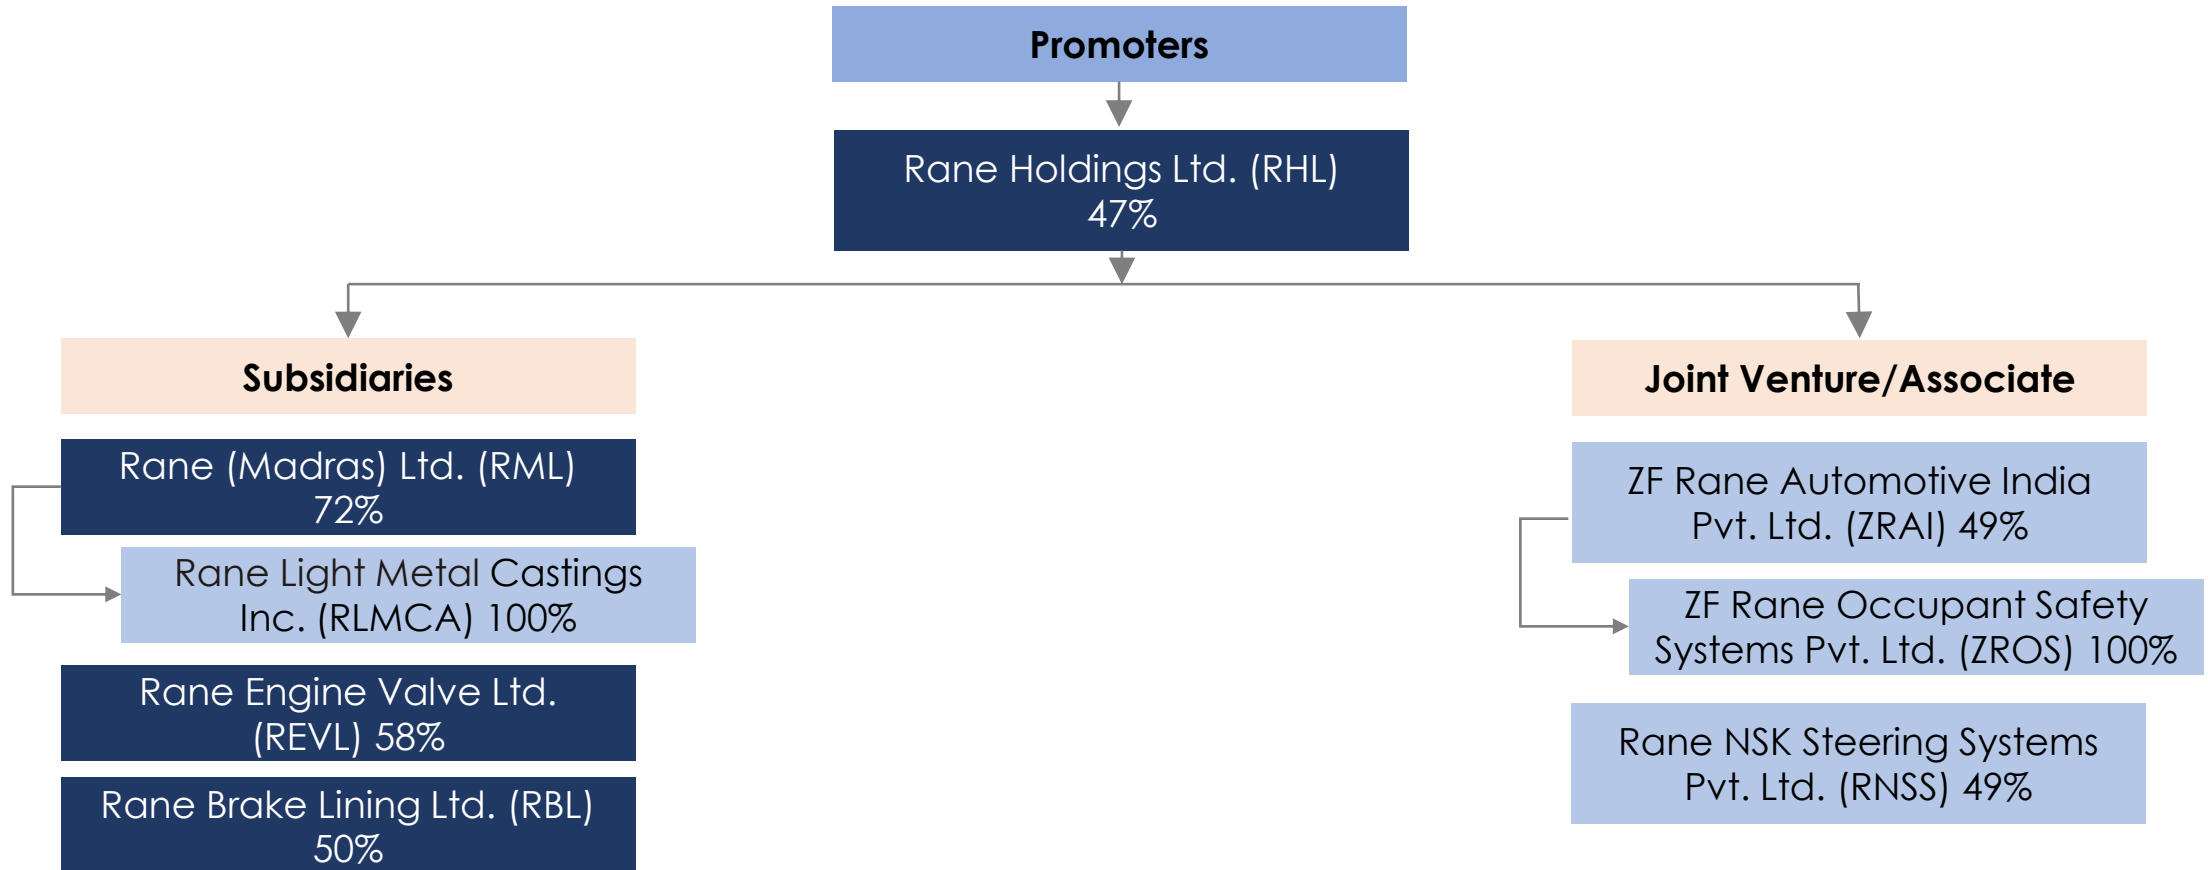 Promoters
Rane Holdings Ltd. (RHL)
47%
Subsidiaries
Rane (Madras) Ltd. (RML)
72%
Rane Light Metal Castings
Inc. (RLMCA) 100%
Rane Engine Valve Ltd.
(REVL) 58%
Rane Brake Lining Ltd. (RBL)
50%
Joint Venture/Associate
ZF Rane Automotive India
Pvt. Ltd. (ZRAI) 49%
ZF Rane Occupant Safety
Systems Pvt. Ltd. (ZROS) 100%
Rane NSK Steering Systems
Pvt. Ltd. (RNSS) 49%